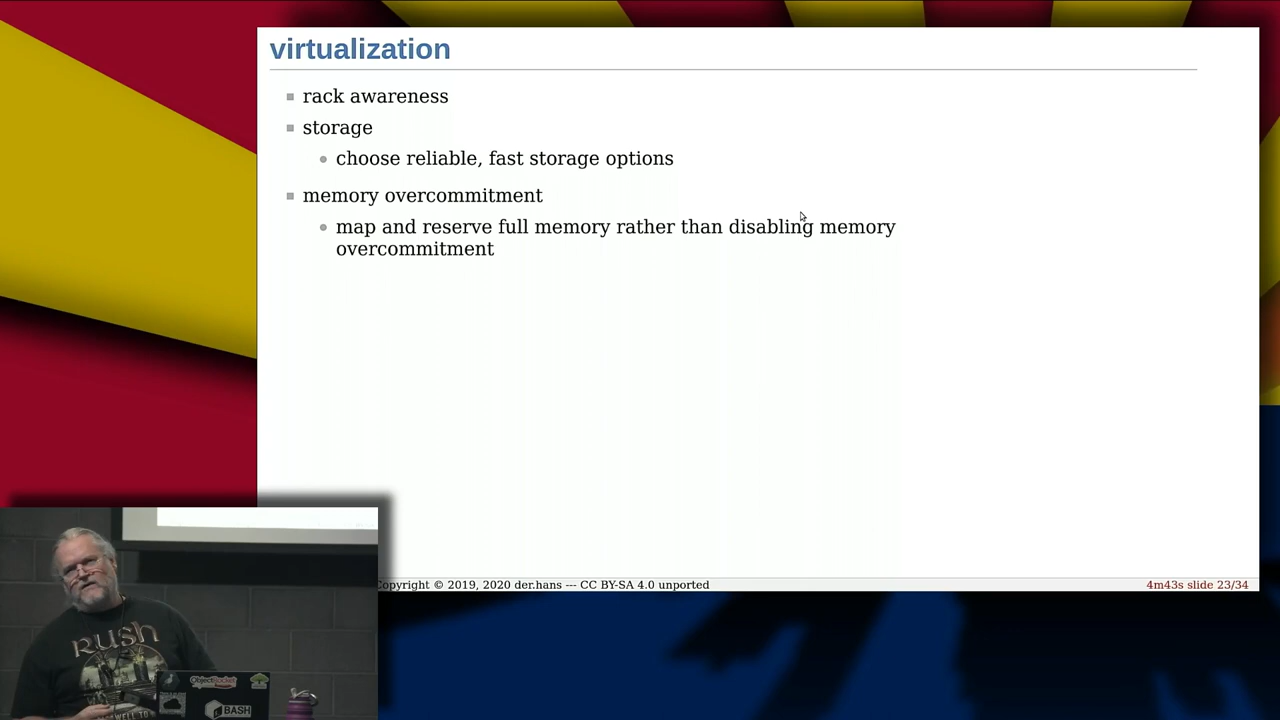 virtualization
rack awareness
storage
choose reliable, fast storage options
memory overcommitment
map and reserve full memory rather than disabling memory
overcommitment
Copyright © 2019, 2020 der.hans --- CC BY-SA 4.0 unported
4m43s slide 23/34
RUSH
ObjectRocket
BASH